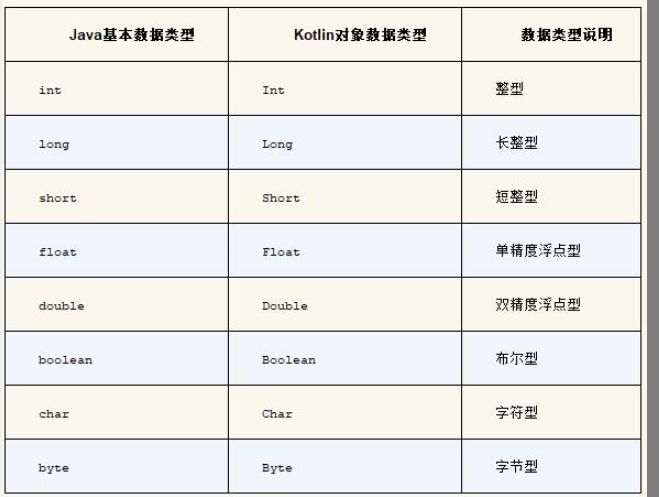 Java基本数据类型 Kotlin对象数据类型 数据类型说明
int Int 整型
long Long 长整型
short Short 短整型
float Float 单精度浮点型
double Double 双精度浮点型
boolean Boolean 布尔型
char Char 字符型
byte Byte 字节型